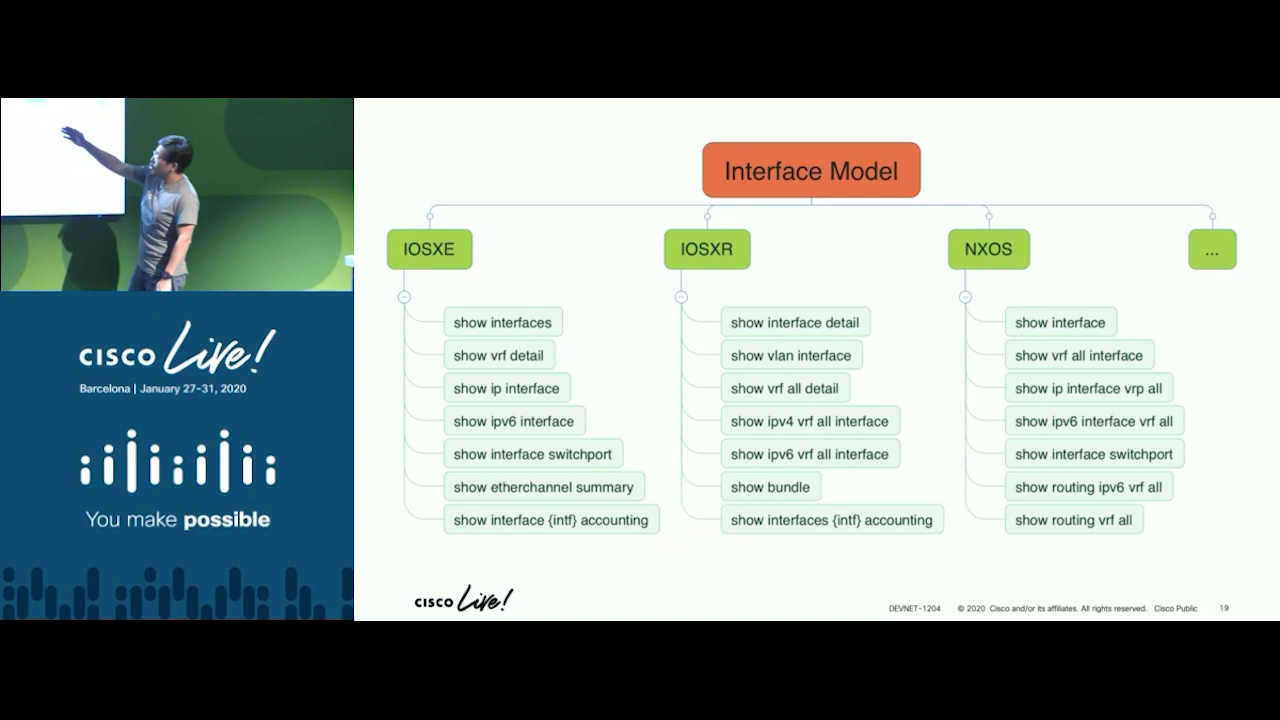 CISCO Live!
Barcelona | January 27-31, 2020
You make possible
Interface Model
IOSXE
show interfaces
show vrf detail
show ip interface
show ipv6 interface
show interface switchport
show etherchannel summary
show interface {intf} accounting
IOSXR
show interface detail
show vlan interface
show vrf all detail
show ipv4 vrf all interface
show ipv6 vrf all interface
show bundle
show interfaces {intf} accounting
NXOS
show interface
show vrf all interface
show ip interface vrp all
show ipv6 interface vrf all
show interface switchport
show routing ipv6 vrf all
show routing vrf all
...
CISCO Live!
DEVNET-1204 © 2020 Cisco and/or its affiliates. All rights reserved. Cisco Public 19